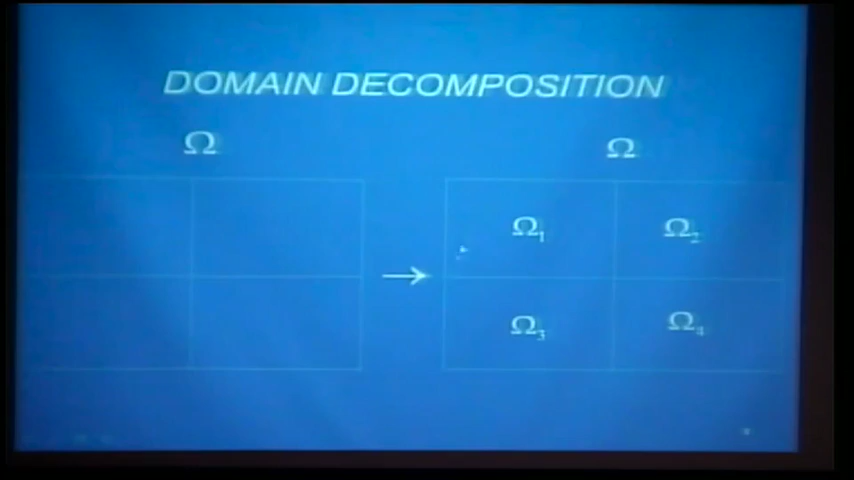 DOMAIN DECOMPOSITION
Ω Ω
Ω₁ Ω₂
→
Ω₃ Ω₄